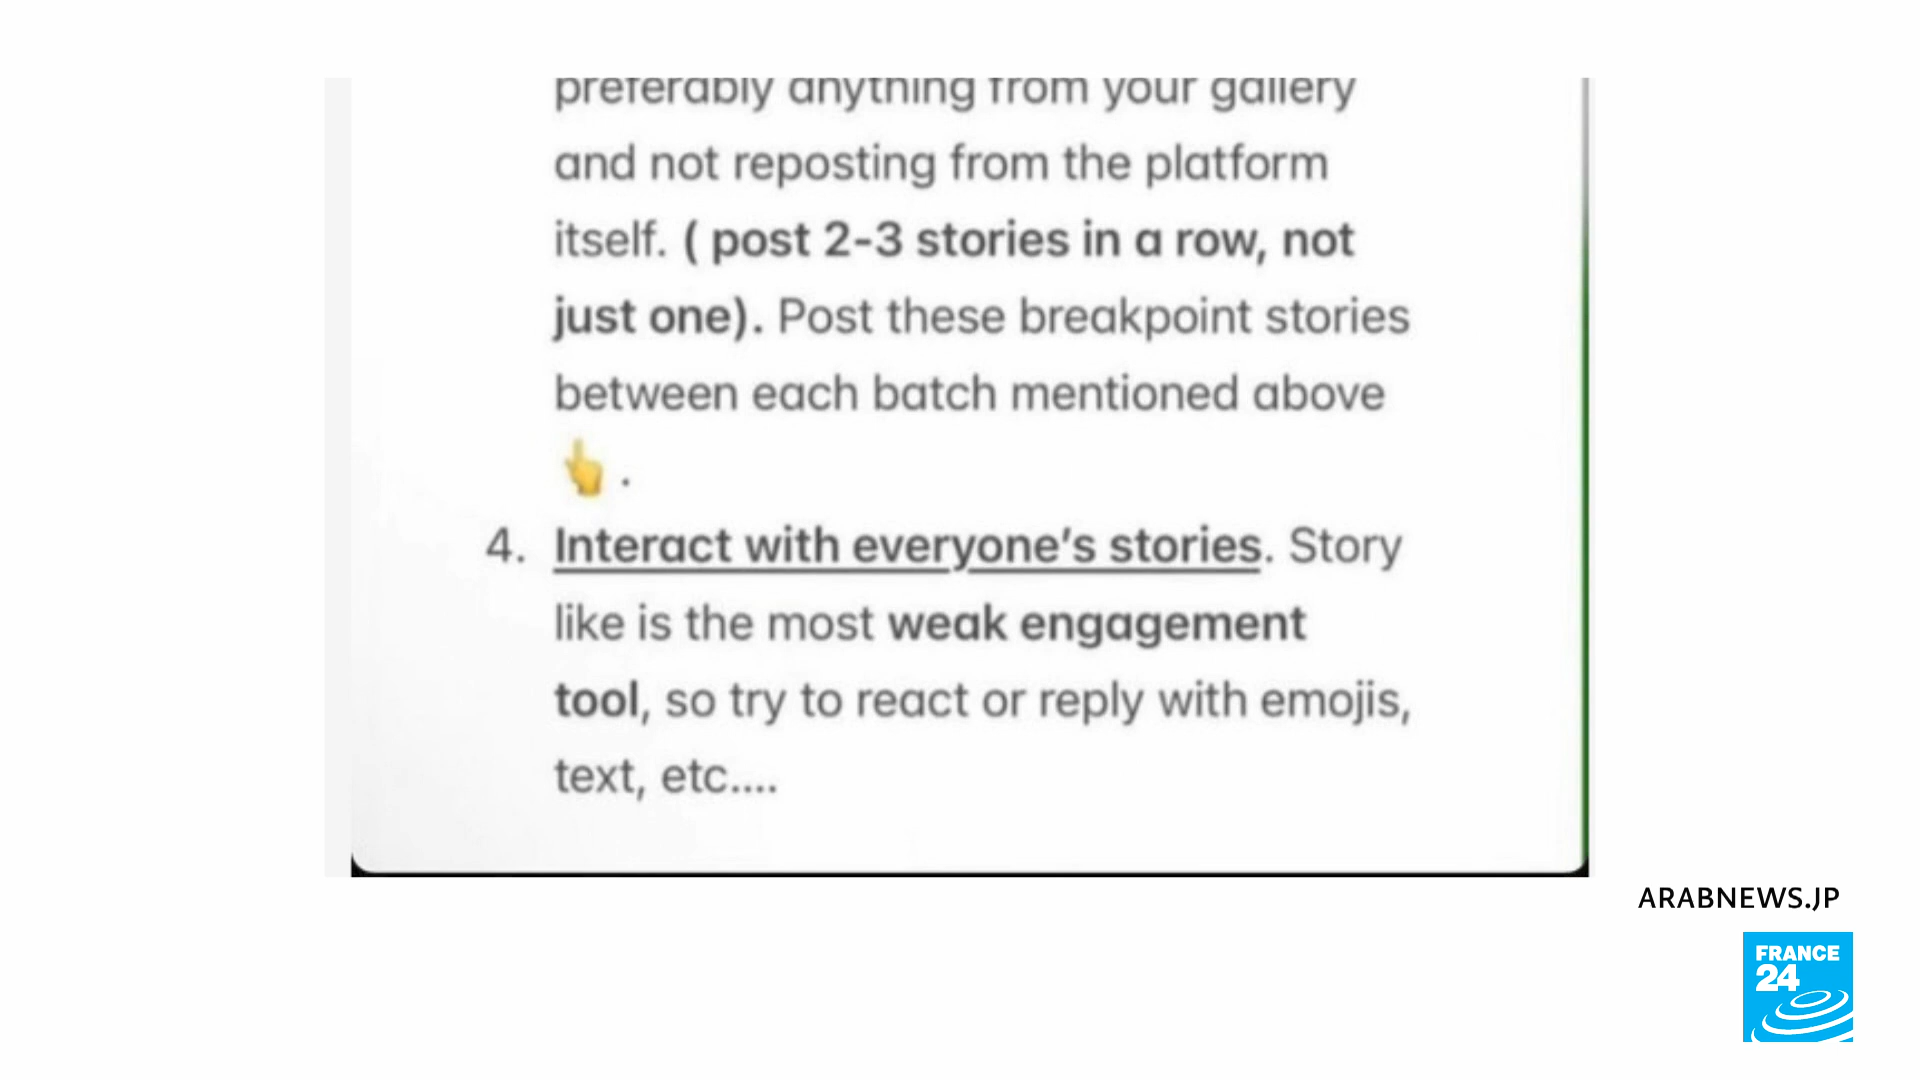 preferably anything from your gallery
and not reposting from the platform
itself. ( post 2-3 stories in a row, not
just one). Post these breakpoint stories
between each batch mentioned above
👆 .
4. Interact with everyone's stories. Story
like is the most weak engagement
tool, so try to react or reply with emojis,
text, etc....
ARABNEWS.JP
FRANCE
24